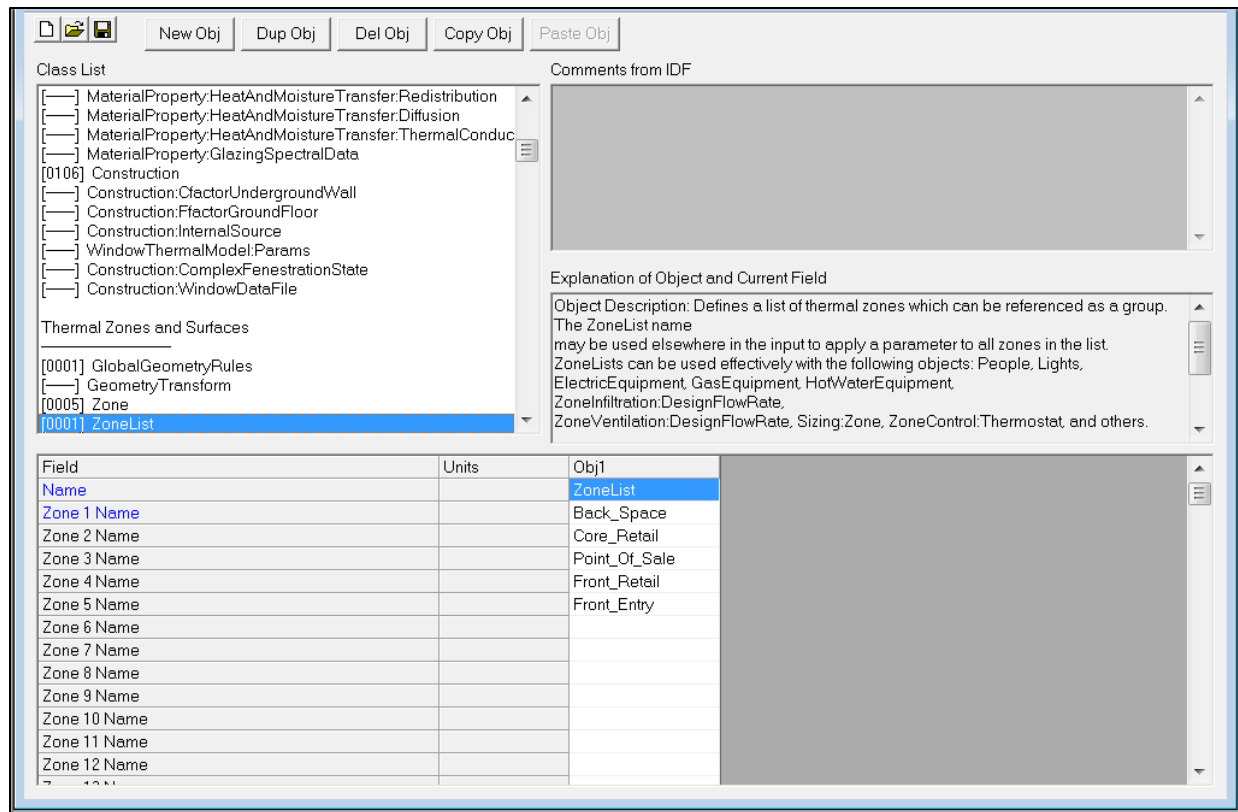 New Obj Dup Obj Del Obj Copy Obj Paste Obj
Class List
[----] MaterialProperty:HeatAndMoistureTransfer:Redistribution
[----] MaterialProperty:HeatAndMoistureTransfer:Diffusion
[----] MaterialProperty:HeatAndMoistureTransfer:ThermalConduc
[----] MaterialProperty:GlazingSpectralData
[0106] Construction
[----] Construction:CfactorUndergroundWall
[----] Construction:FfactorGroundFloor
[----] Construction:InternalSource
[----] WindowThermalModel:Params
[----] Construction:ComplexFenestrationState
[----] Construction:WindowDataFile
Thermal Zones and Surfaces
[0001] GlobalGeometryRules
[----] GeometryTransform
[0005] Zone
[0001] ZoneList
Comments from IDF
Explanation of Object and Current Field
Object Description: Defines a list of thermal zones which can be referenced as a group.
The ZoneList name
may be used elsewhere in the input to apply a parameter to all zones in the list.
ZoneLists can be used effectively with the following objects: People, Lights,
ElectricEquipment, GasEquipment, HotWaterEquipment,
ZoneInfiltration:DesignFlowRate,
ZoneVentilation:DesignFlowRate, Sizing:Zone, ZoneControl:Thermostat, and others.
Field Units Obj1
Name ZoneList
Zone 1 Name Back_Space
Zone 2 Name Core_Retail
Zone 3 Name Point_Of_Sale
Zone 4 Name Front_Retail
Zone 5 Name Front_Entry
Zone 6 Name
Zone 7 Name
Zone 8 Name
Zone 9 Name
Zone 10 Name
Zone 11 Name
Zone 12 Name